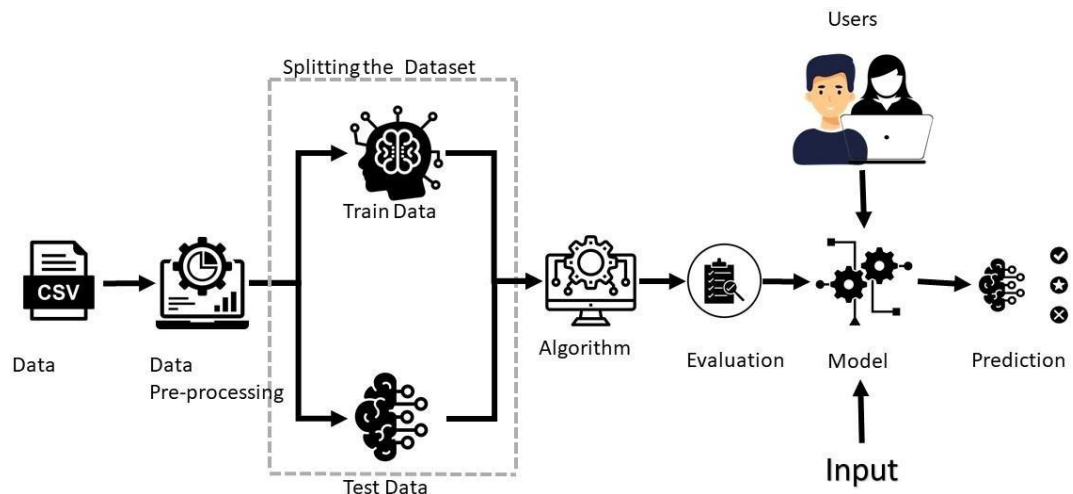 Users
Splitting the Dataset
Train Data
CSV
Data
Data
Pre-processing
Test Data
Algorithm
Evaluation
Model
Prediction
Input